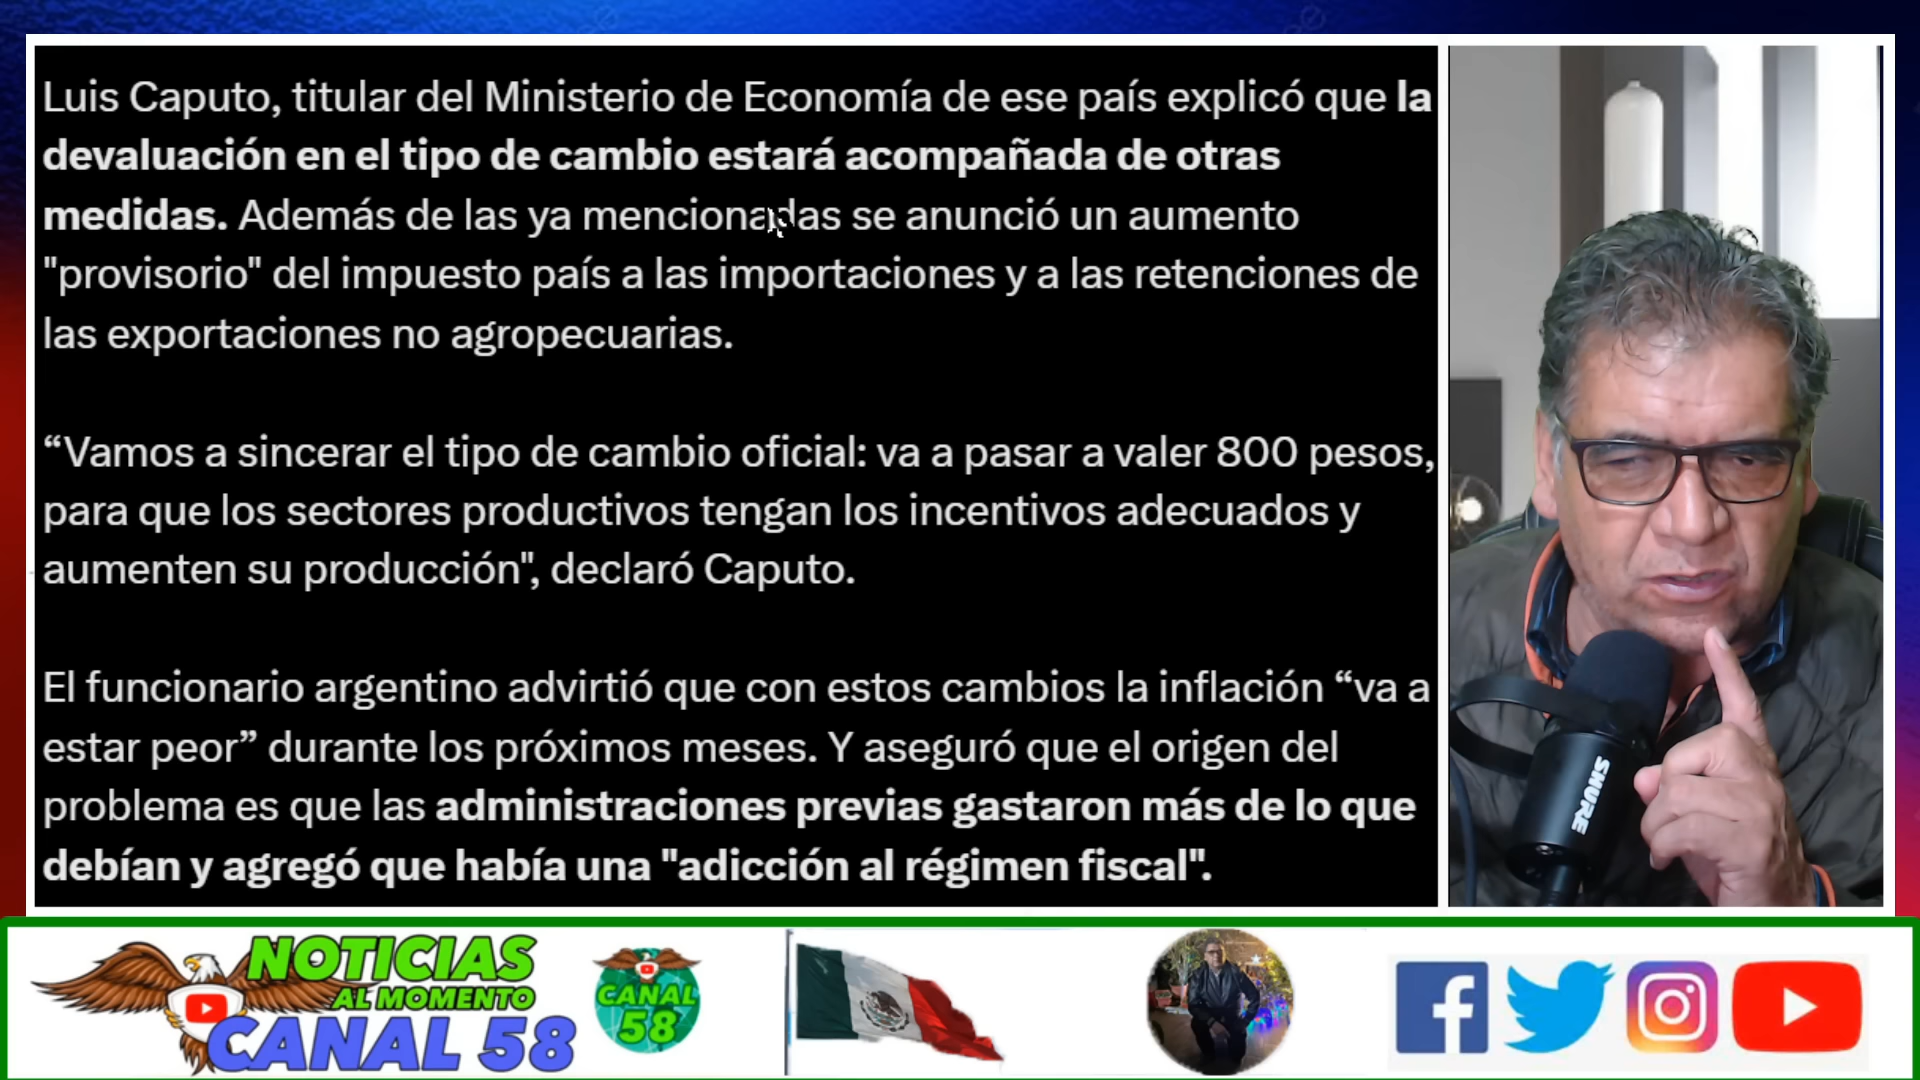 Luis Caputo, titular del Ministerio de Economía de ese país explicó que la
devaluación en el tipo de cambio estará acompañada de otras
medidas. Además de las ya mencionadas se anunció un aumento
"provisorio" del impuesto país a las importaciones y a las retenciones de
las exportaciones no agropecuarias.
“Vamos a sincerar el tipo de cambio oficial: va a pasar a valer 800 pesos,
para que los sectores productivos tengan los incentivos adecuados y
aumenten su producción", declaró Caputo.
El funcionario argentino advirtió que con estos cambios la inflación “va a
estar peor” durante los próximos meses. Y aseguró que el origen del
problema es que las administraciones previas gastaron más de lo que
debían y agregó que había una "adicción al régimen fiscal".
SHURE
NOTICIAS
AL MOMENTO
CANAL 58
CANAL
58